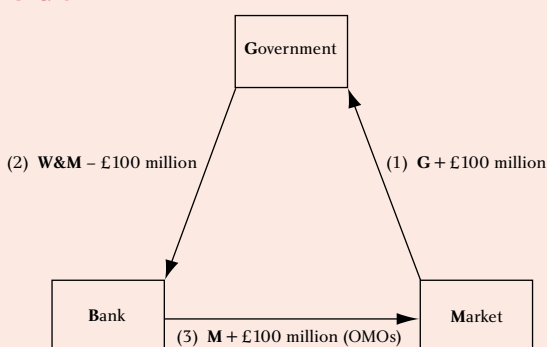 Government
(2) W&M – £100 million
(1) G + £100 million
Bank
Market
(3) M + £100 million (OMOs)